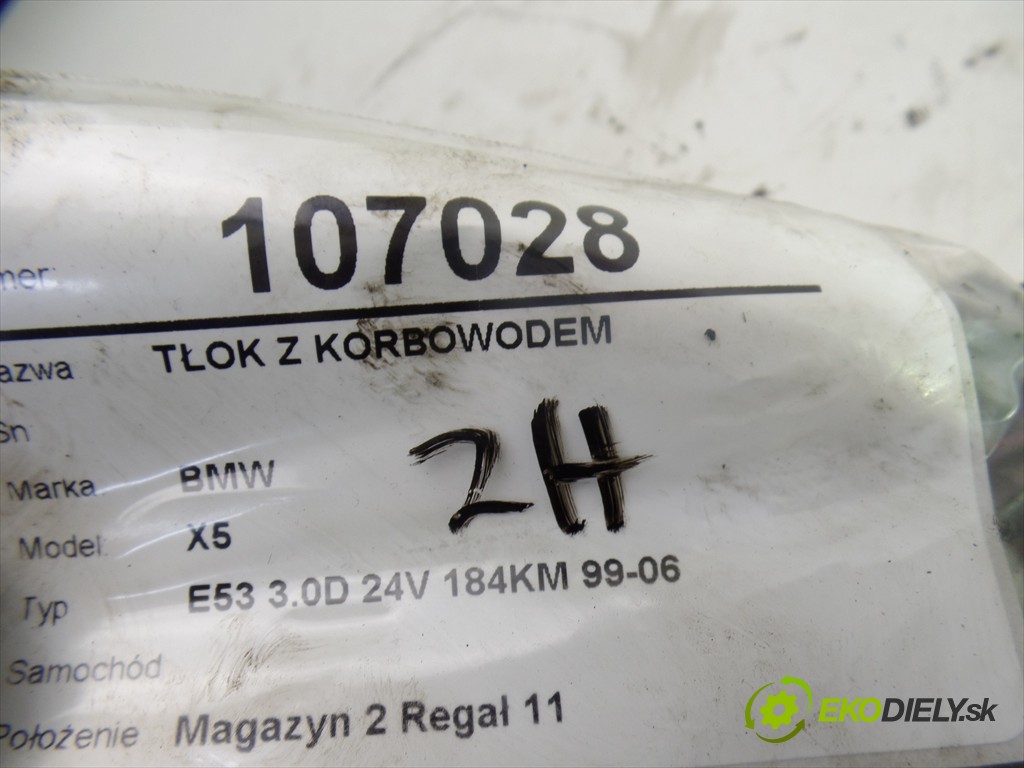 mer: 107028
azwa TŁOK Z KORBOWODEM
Sn
2H
Marka BMW
Model: X5
Typ E53 3.0D 24V 184KM 99-06
Samochód
Położenie Magazyn 2 Regał 11
EKODIELY.sk